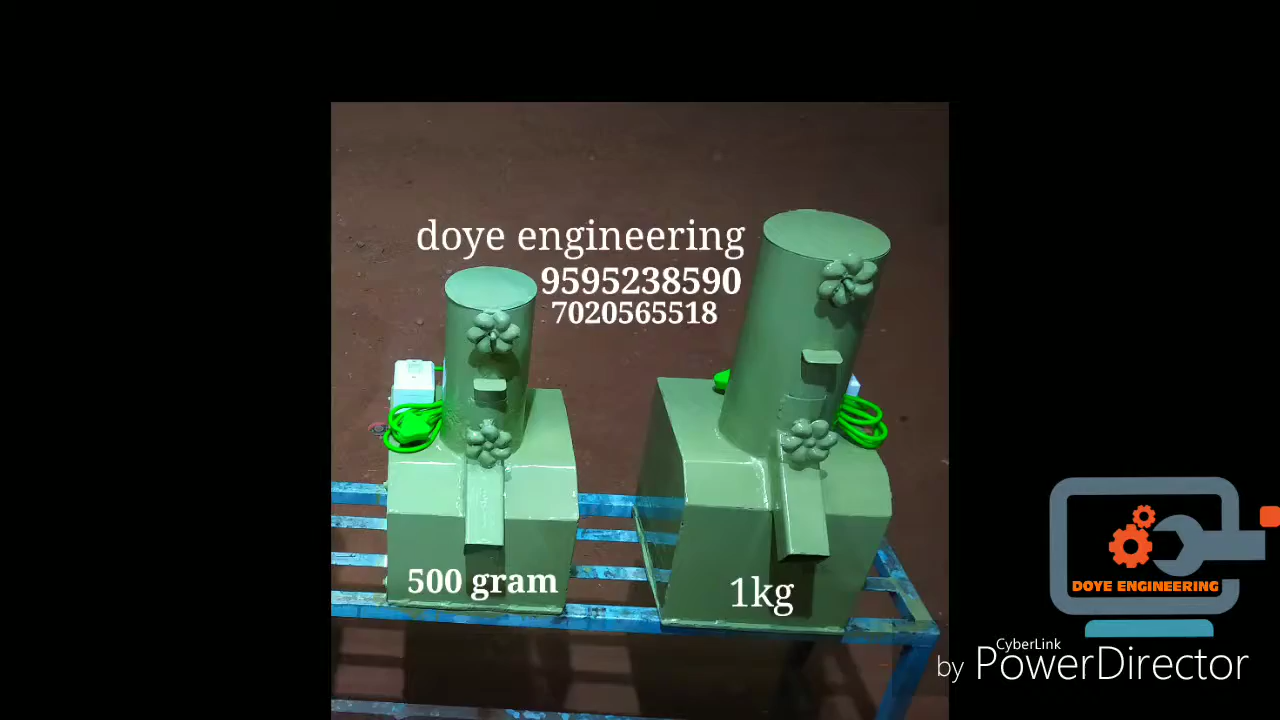 doye engineering
9595238590
7020565518
500 gram
1kg
DOYE ENGINEERING
CyberLink
by PowerDirector